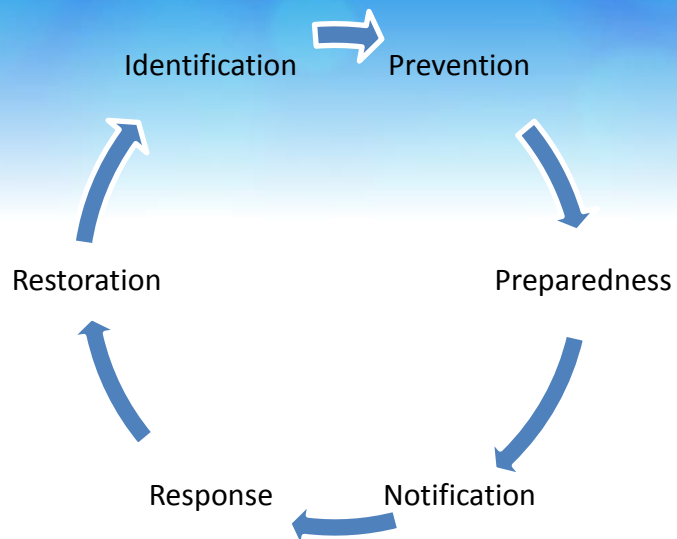 Identification
Prevention
Preparedness
Notification
Response
Restoration